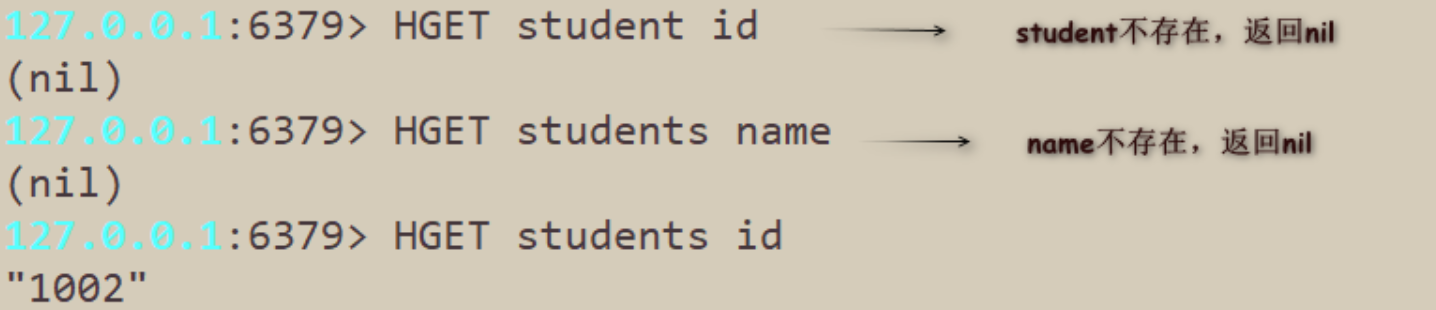 127.0.0.1:6379> HGET student id student不存在，返回nil
(nil)
127.0.0.1:6379> HGET students name name不存在，返回nil
(nil)
127.0.0.1:6379> HGET students id
"1002"